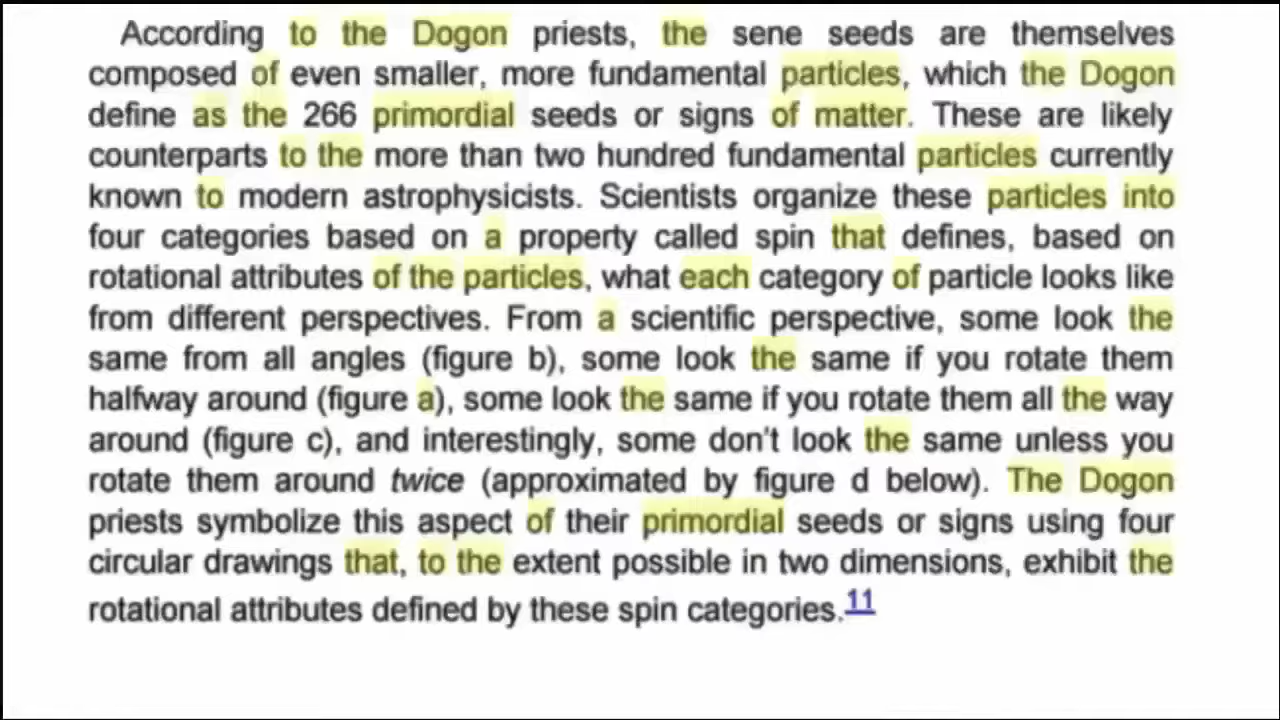 According to the Dogon priests, the sene seeds are themselves
composed of even smaller, more fundamental particles, which the Dogon
define as the 266 primordial seeds or signs of matter. These are likely
counterparts to the more than two hundred fundamental particles currently
known to modern astrophysicists. Scientists organize these particles into
four categories based on a property called spin that defines, based on
rotational attributes of the particles, what each category of particle looks like
from different perspectives. From a scientific perspective, some look the
same from all angles (figure b), some look the same if you rotate them
halfway around (figure a), some look the same if you rotate them all the way
around (figure c), and interestingly, some don't look the same unless you
rotate them around twice (approximated by figure d below). The Dogon
priests symbolize this aspect of their primordial seeds or signs using four
circular drawings that, to the extent possible in two dimensions, exhibit the
rotational attributes defined by these spin categories.11